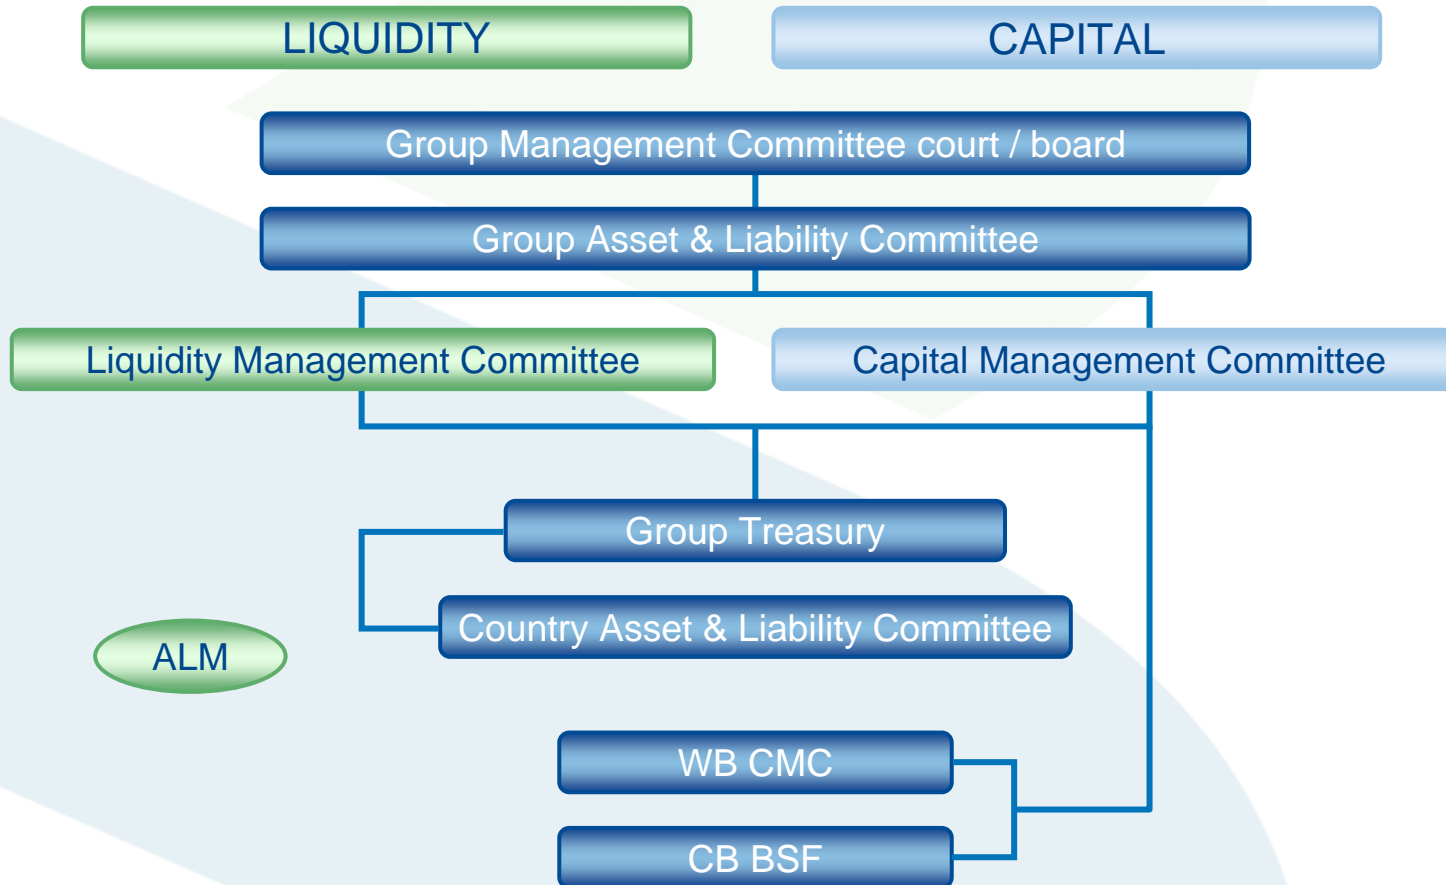 LIQUIDITY
CAPITAL
Group Management Committee court / board
Group Asset & Liability Committee
Liquidity Management Committee
Capital Management Committee
Group Treasury
Country Asset & Liability Committee
ALM
WB CMC
CB BSF